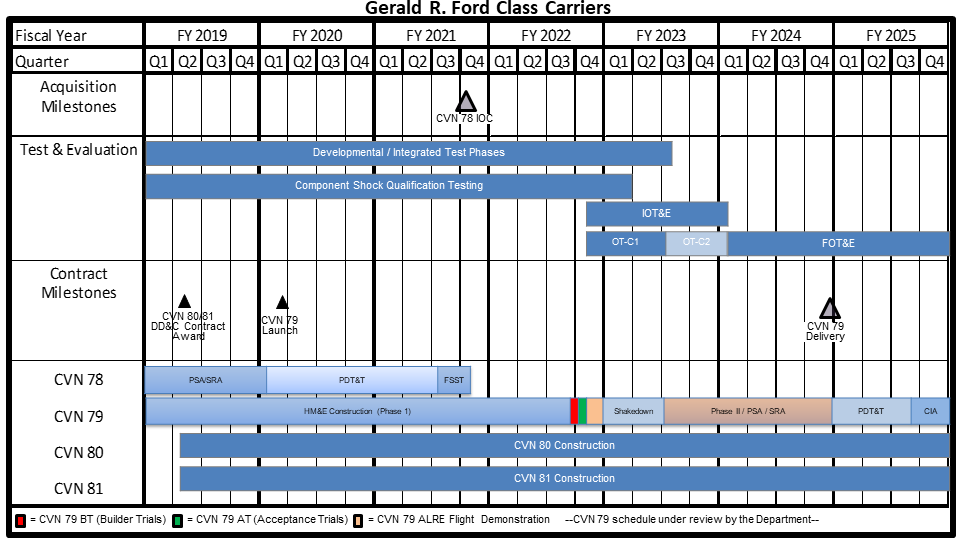 Gerald R. Ford Class Carriers
Fiscal Year FY 2019 FY 2020 FY 2021 FY 2022 FY 2023 FY 2024 FY 2025
Quarter Q1 Q2 Q3 Q4 Q1 Q2 Q3 Q4 Q1 Q2 Q3 Q4 Q1 Q2 Q3 Q4 Q1 Q2 Q3 Q4 Q1 Q2 Q3 Q4 Q1 Q2 Q3 Q4
Acquisition
Milestones
CVN 78 IOC
Test & Evaluation
Developmental / Integrated Test Phases
Component Shock Qualification Testing
IOT&E
OT-C1 OT-C2 FOT&E
Contract
Milestones
CVN 80/81
DD&C Contract
Award
CVN 79
Launch
CVN 79
Delivery
CVN 78 PSA/SRA PDT&T FSST
CVN 79 HM&E Construction (Phase 1) Shakedown Phase II / PSA / SRA PDT&T CIA
CVN 80 CVN 80 Construction
CVN 81 CVN 81 Construction
= CVN 79 BT (Builder Trials) = CVN 79 AT (Acceptance Trials) = CVN 79 ALRE Flight Demonstration --CVN 79 schedule under review by the Department--